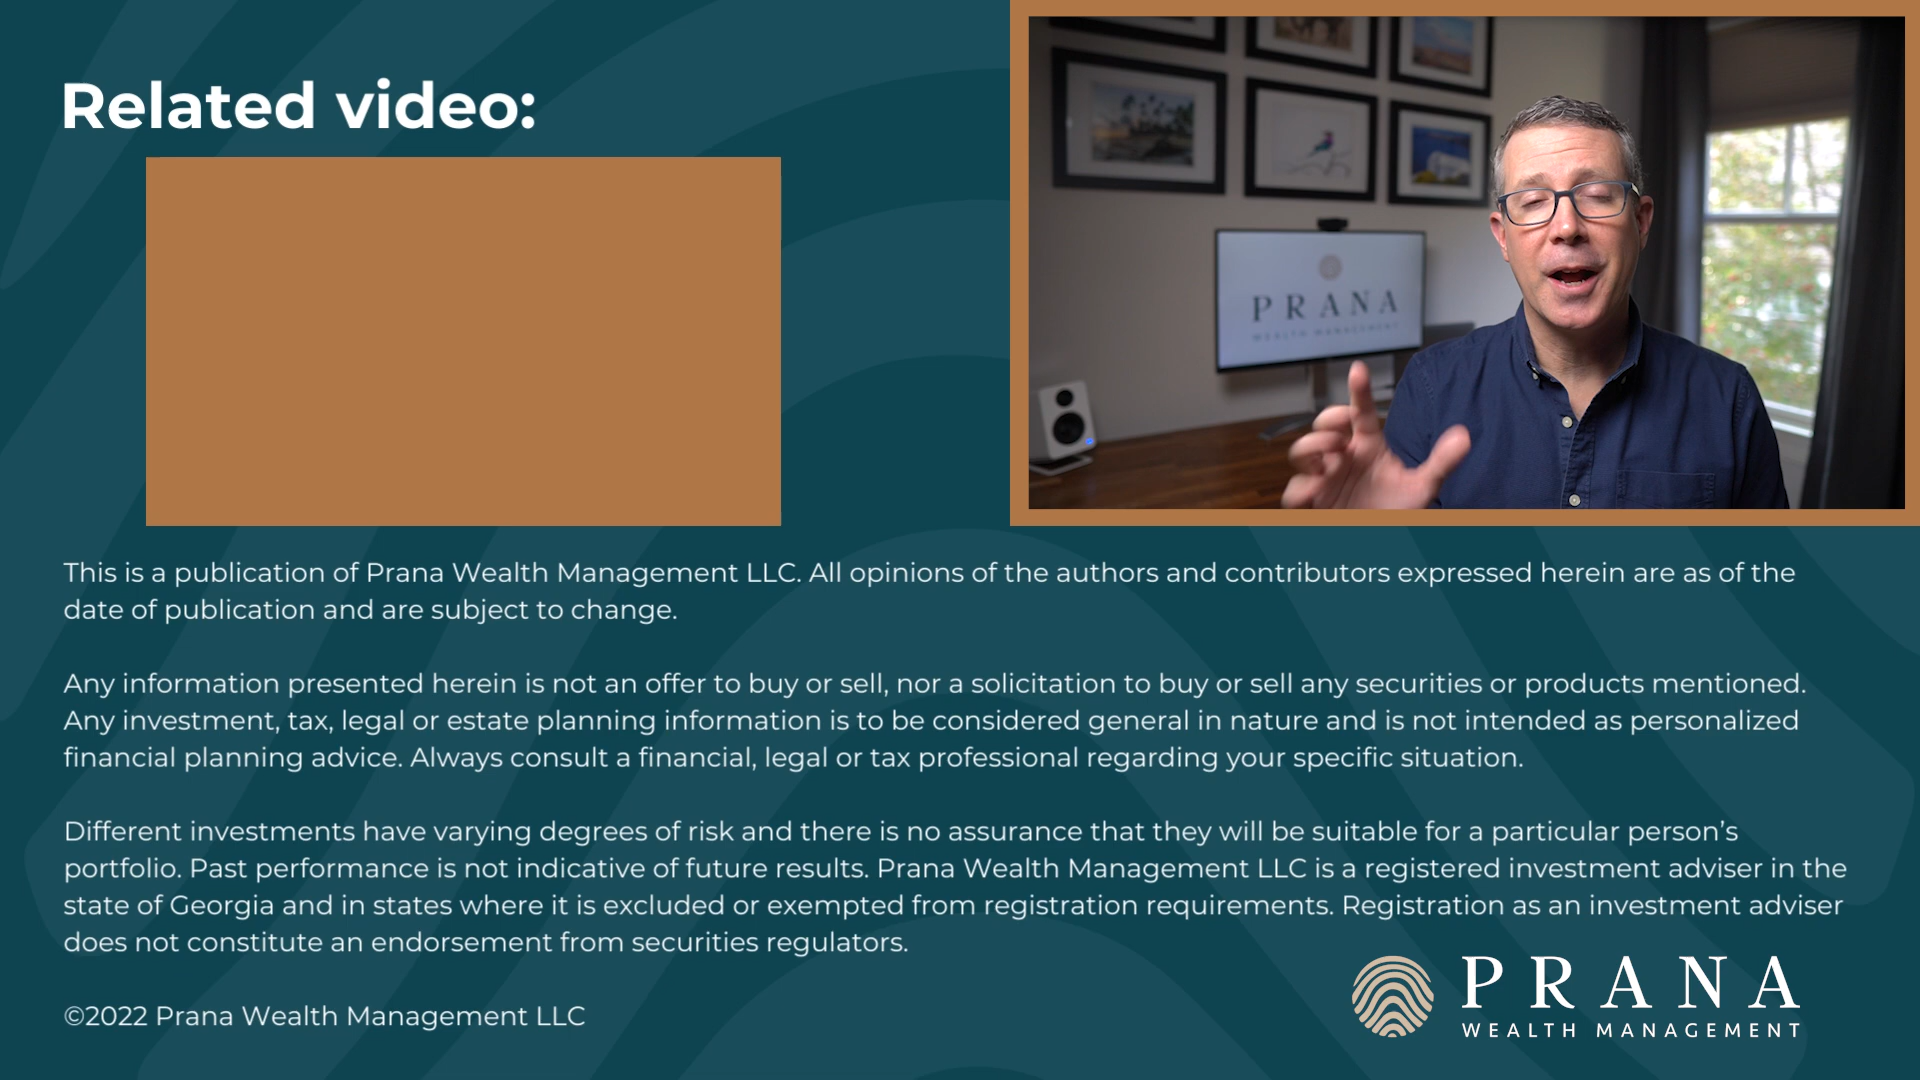 Related video:
PRANA
WEALTH MANAGEMENT
This is a publication of Prana Wealth Management LLC. All opinions of the authors and contributors expressed herein are as of the
date of publication and are subject to change.
Any information presented herein is not an offer to buy or sell, nor a solicitation to buy or sell any securities or products mentioned.
Any investment, tax, legal or estate planning information is to be considered general in nature and is not intended as personalized
financial planning advice. Always consult a financial, legal or tax professional regarding your specific situation.
Different investments have varying degrees of risk and there is no assurance that they will be suitable for a particular person’s
portfolio. Past performance is not indicative of future results. Prana Wealth Management LLC is a registered investment adviser in the
state of Georgia and in states where it is excluded or exempted from registration requirements. Registration as an investment adviser
does not constitute an endorsement from securities regulators.
©2022 Prana Wealth Management LLC
PRANA
WEALTH MANAGEMENT